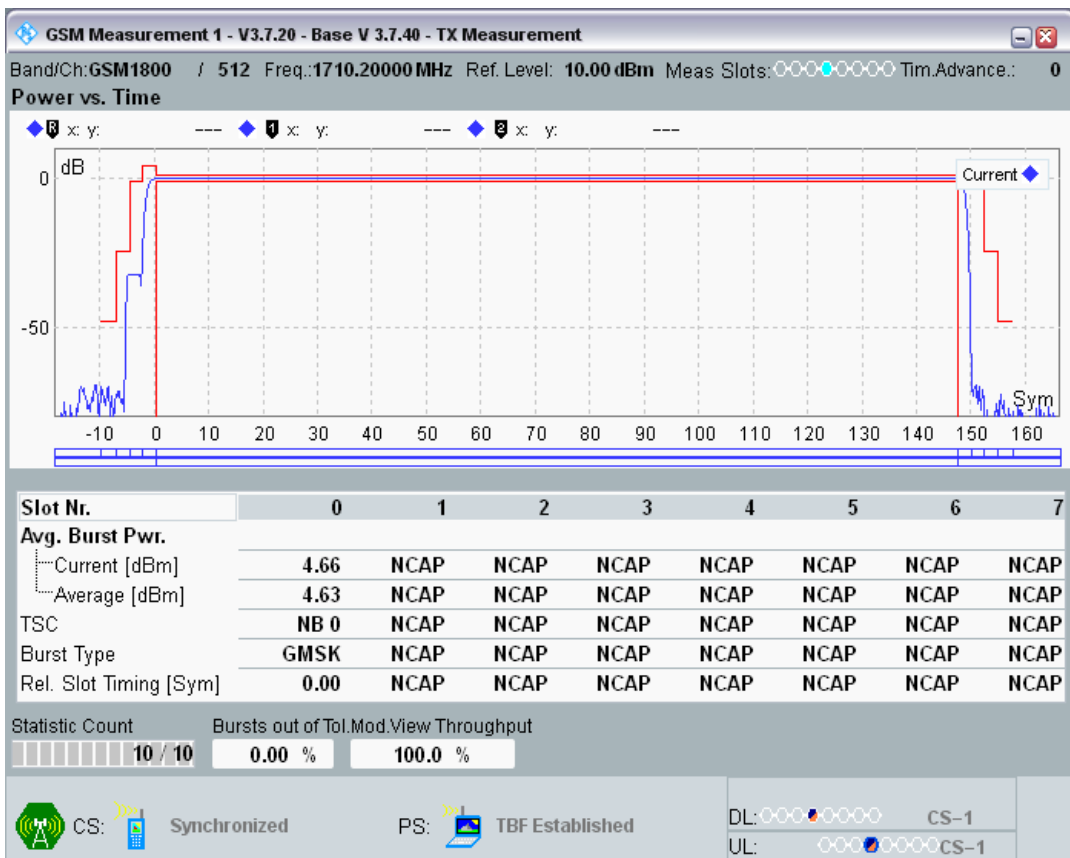 GSM Measurement 1 - V3.7.20 - Base V 3.7.40 - TX Measurement
Band/Ch:GSM1800 / 512 Freq.:1710.20000 MHz Ref. Level: 10.00 dBm Meas Slots: Tim.Advance.: 0
Power vs. Time
R x: y: --- 1 x: y: --- 2 x: y: ---
dB
Current
0
-50
Sym
-10 0 10 20 30 40 50 60 70 80 90 100 110 120 130 140 150 160
Slot Nr. 0 1 2 3 4 5 6 7
Avg. Burst Pwr.
Current [dBm] 4.66 NCAP NCAP NCAP NCAP NCAP NCAP NCAP
Average [dBm] 4.63 NCAP NCAP NCAP NCAP NCAP NCAP NCAP
TSC NB 0 NCAP NCAP NCAP NCAP NCAP NCAP NCAP
Burst Type GMSK NCAP NCAP NCAP NCAP NCAP NCAP NCAP
Rel. Slot Timing [Sym] 0.00 NCAP NCAP NCAP NCAP NCAP NCAP NCAP
Statistic Count Bursts out of Tol.Mod.View Throughput
10 / 10 0.00 % 100.0 %
CS: Synchronized PS: TBF Established DL: CS-1
UL: CS-1